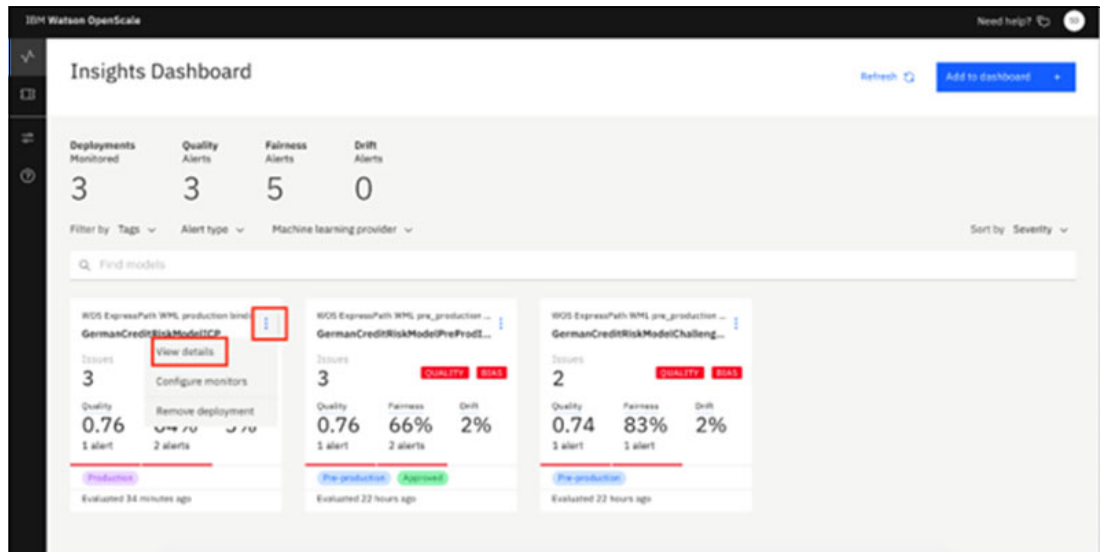 IBM Watson OpenScale
Need help?
Insights Dashboard
Refresh
Add to dashboard +
Deployments Monitored
3
Quality Alerts
3
Fairness Alerts
5
Drift Alerts
0
Filter by Tags
Alert type
Machine learning provider
Sort by Severity
Find models
WOS ExpressPath WML production bind
GermanCreditRiskModelICP
Issues
3
View details
Configure monitors
Remove deployment
Quality
0.76
1 alert
2 alerts
Production
Evaluated 34 minutes ago
WOS ExpressPath WML pre_production ...
GermanCreditRiskModelPreProdI...
Issues
3
QUALITY BIAS
Quality Fairness Drift
0.76 66% 2%
1 alert 2 alerts
Pre-production Approved
Evaluated 22 hours ago
WOS ExpressPath WML pre_production ...
GermanCreditRiskModelChalleng...
Issues
2
QUALITY BIAS
Quality Fairness Drift
0.74 83% 2%
1 alert 1 alert
Pre-production
Evaluated 22 hours ago